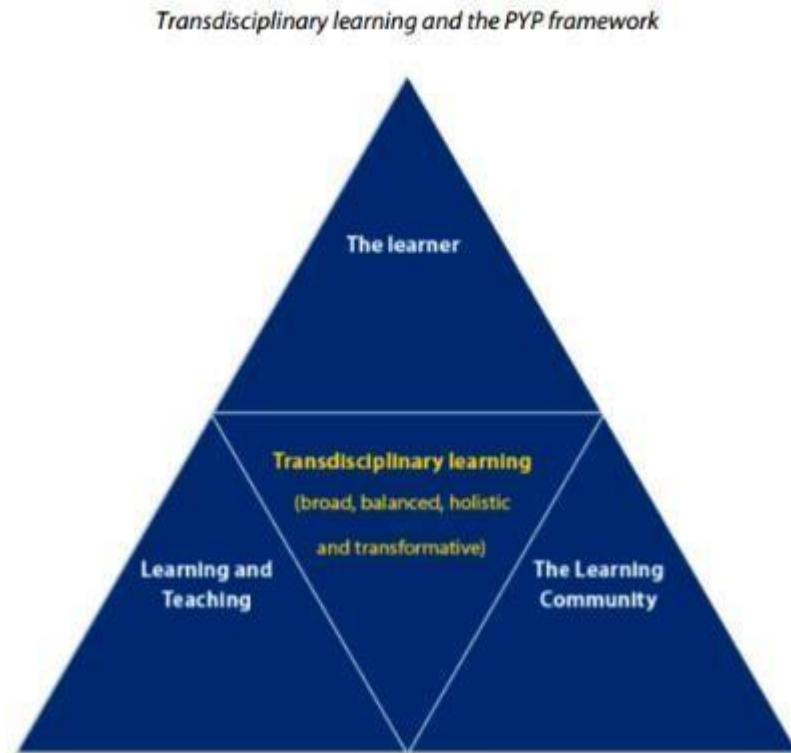 Transdisciplinary learning and the PYP framework
The learner
Transdisciplinary learning
(broad, balanced, holistic
and transformative)
Learning and
Teaching
The Learning
Community